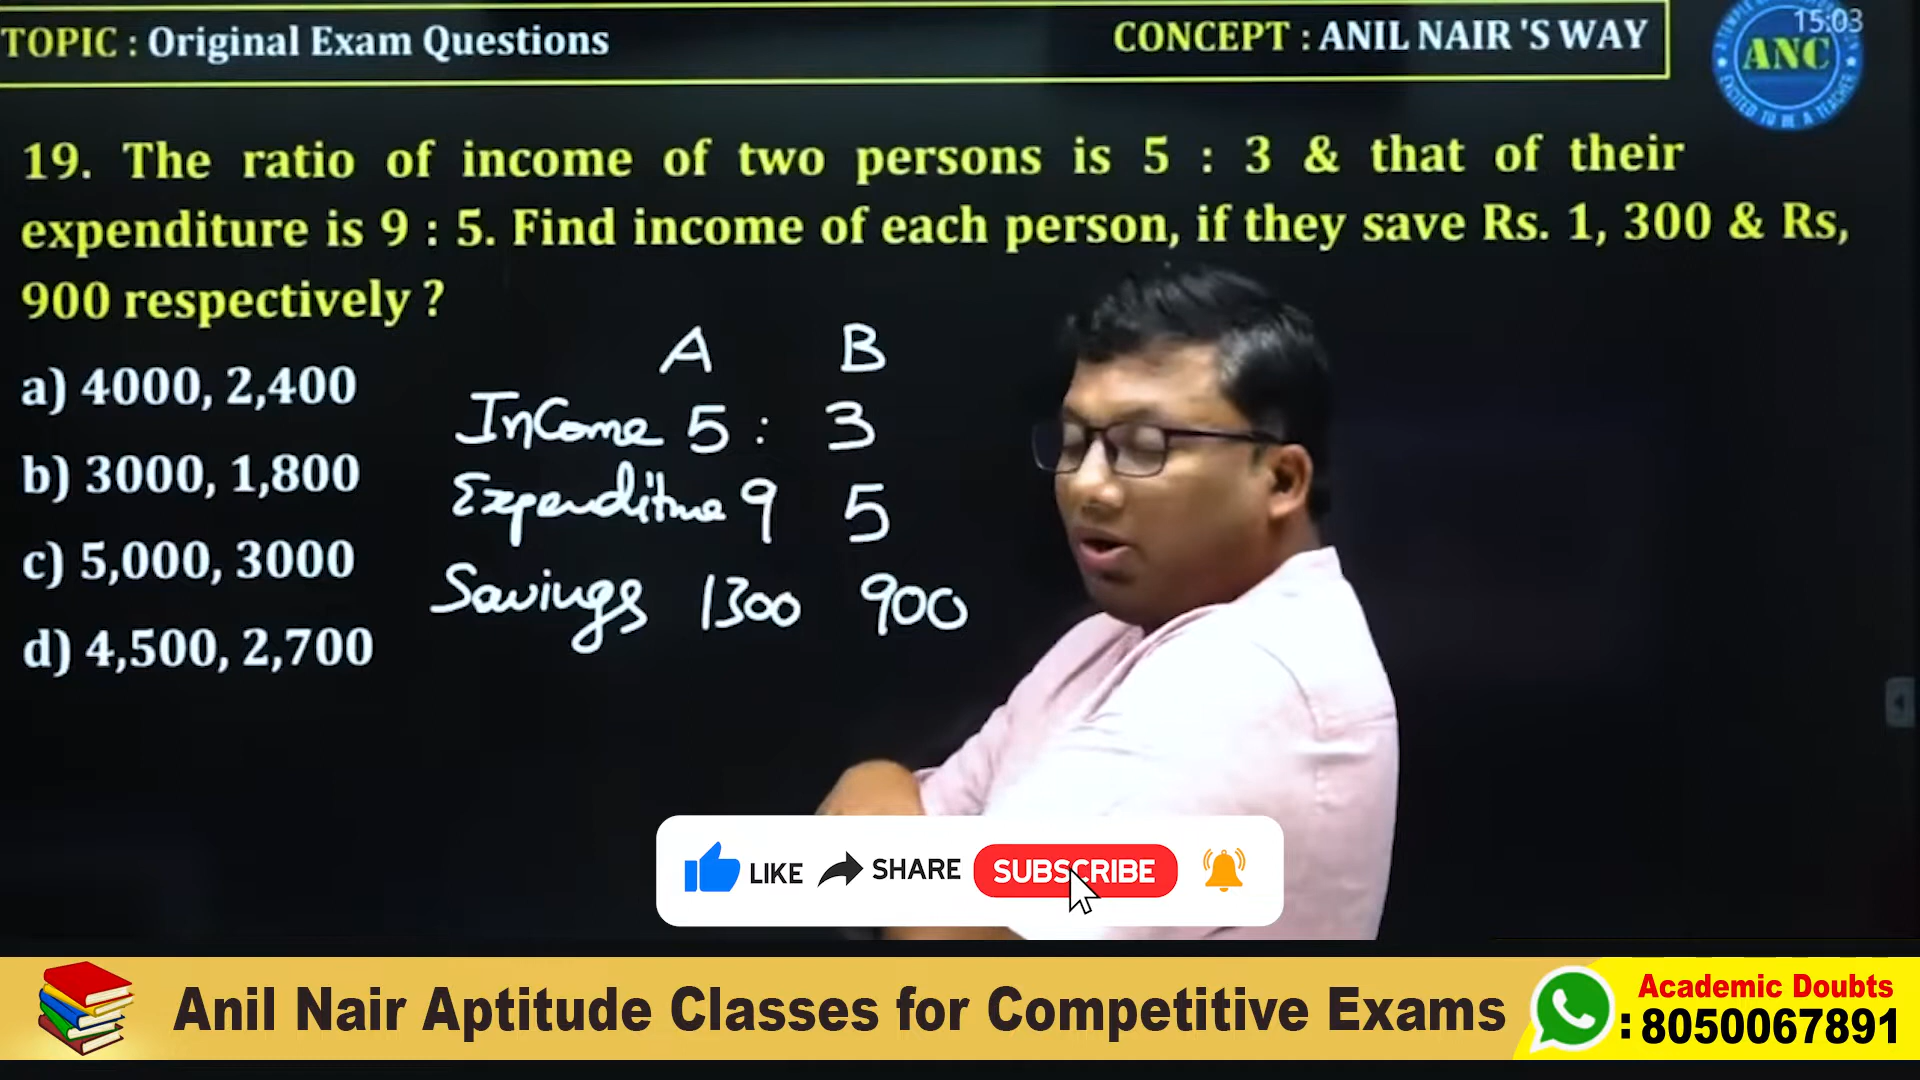 TOPIC : Original Exam Questions
CONCEPT : ANIL NAIR 'S WAY
15:03
ANC
EXCITED TO BE A TEACHER
19. The ratio of income of two persons is 5 : 3 & that of their
expenditure is 9 : 5. Find income of each person, if they save Rs. 1, 300 & Rs,
900 respectively ?
a) 4000, 2,400
b) 3000, 1,800
c) 5,000, 3000
d) 4,500, 2,700
A B
Income 5 : 3
Expenditure 9 5
Savings 1300 900
LIKE SHARE SUBSCRIBE
Anil Nair Aptitude Classes for Competitive Exams
Academic Doubts
: 8050067891